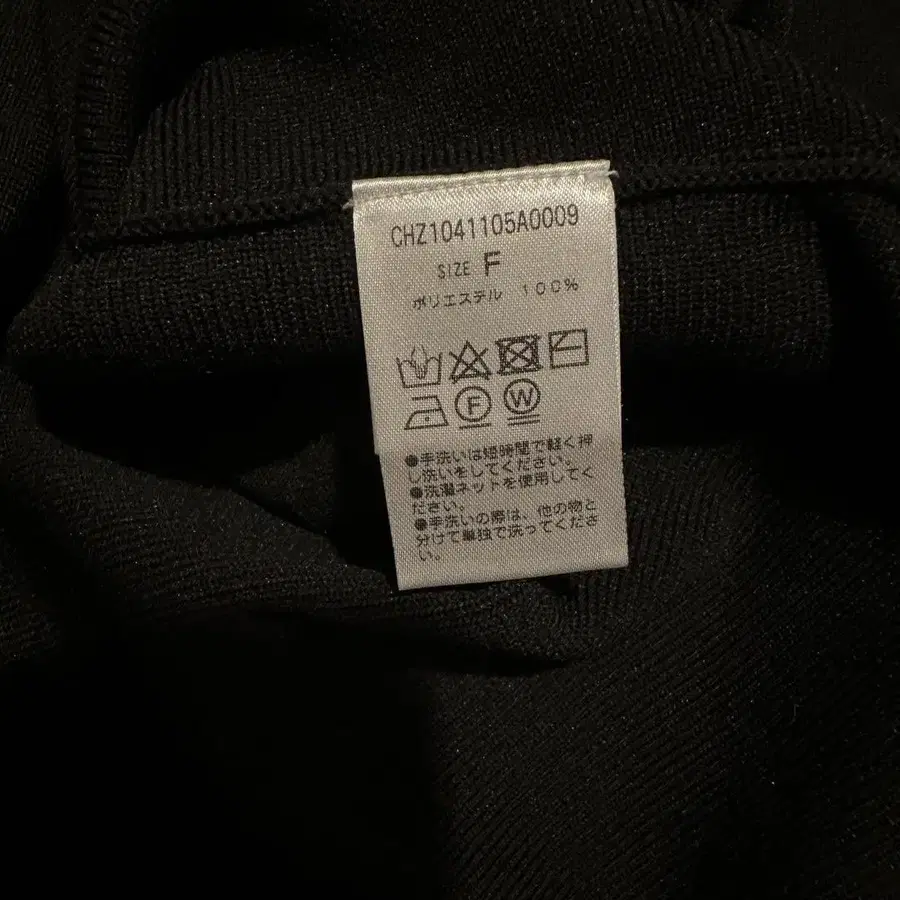 CHZ1041105A0009
SIZE F
ポリエステル 100%
F W
●手洗いは短時間で軽く押
し洗いをしてください。
●洗濯ネットを使用してく
ださい。
●手洗いの際は、他の物と
分けて単独で洗ってくださ
い。